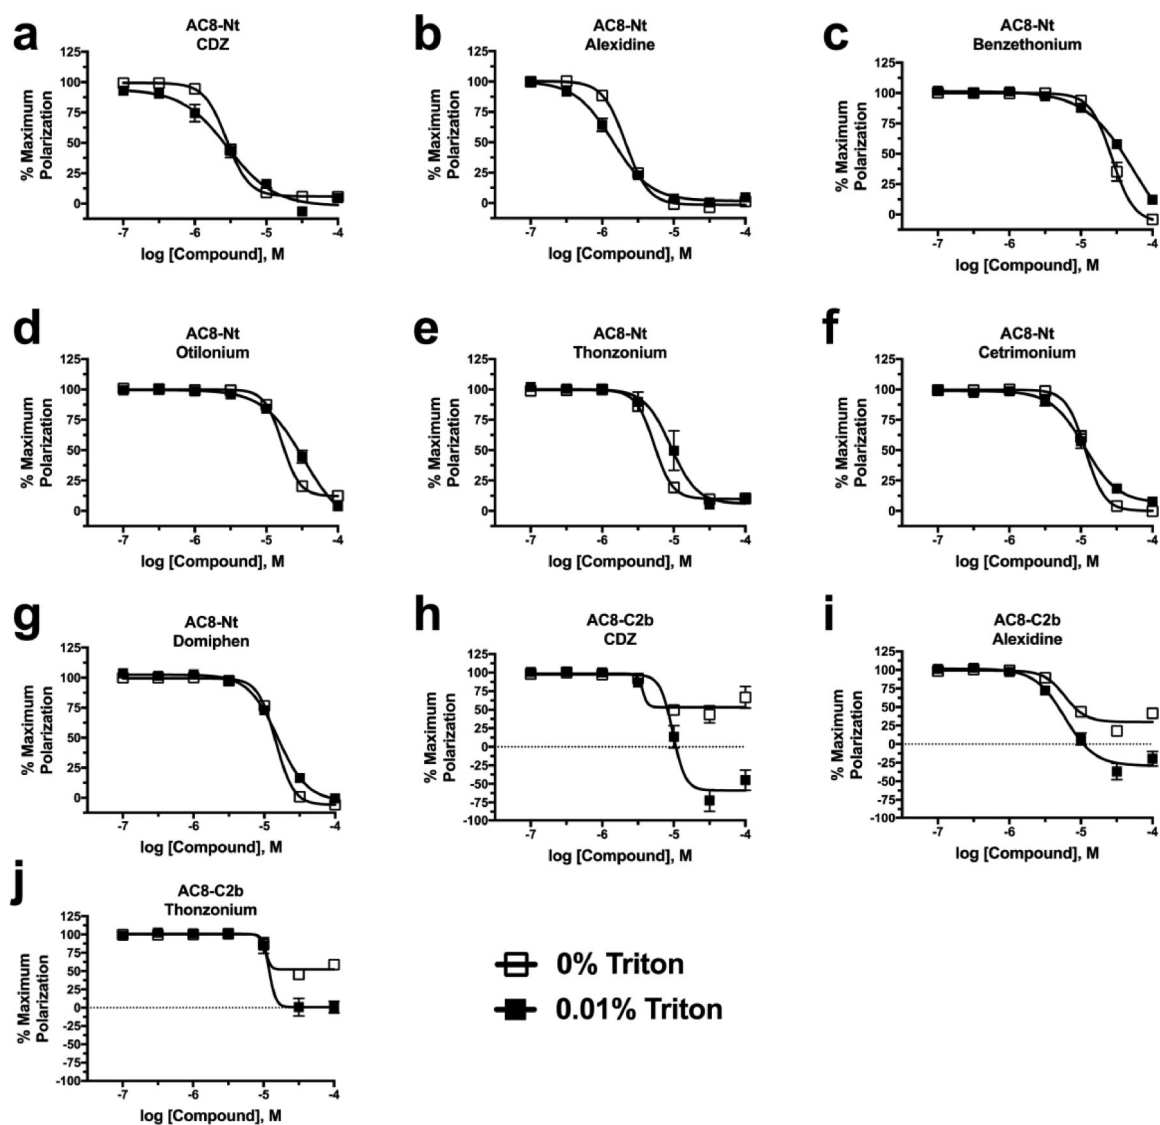 a
AC8-Nt
CDZ
125
100
75
50
25
0
% Maximum
Polarization
-7
-6
-5
-4
log [Compound], M
b
AC8-Nt
Alexidine
125
100
75
50
25
0
% Maximum
Polarization
-7
-6
-5
-4
log [Compound], M
c
AC8-Nt
Benzethonium
125
100
75
50
25
0
% Maximum
Polarization
-7
-6
-5
-4
log [Compound], M
d
AC8-Nt
Otilonium
125
100
75
50
25
0
% Maximum
Polarization
-7
-6
-5
-4
log [Compound], M
e
AC8-Nt
Thonzonium
125
100
75
50
25
0
% Maximum
Polarization
-7
-6
-5
-4
log [Compound], M
f
AC8-Nt
Cetrimonium
125
100
75
50
25
0
% Maximum
Polarization
-7
-6
-5
-4
log [Compound], M
g
AC8-Nt
Domiphen
125
100
75
50
25
0
% Maximum
Polarization
-7
-6
-5
-4
log [Compound], M
h
AC8-C2b
CDZ
125
100
75
50
25
0
-25
-50
-75
-100
% Maximum
Polarization
-7
-6
-5
-4
log [Compound], M
i
AC8-C2b
Alexidine
125
100
75
50
25
0
-25
-50
-75
-100
% Maximum
Polarization
-7
-6
-5
-4
log [Compound], M
j
AC8-C2b
Thonzonium
125
100
75
50
25
0
-25
-50
-75
-100
% Maximum
Polarization
-7
-6
-5
-4
log [Compound], M
0% Triton
0.01% Triton